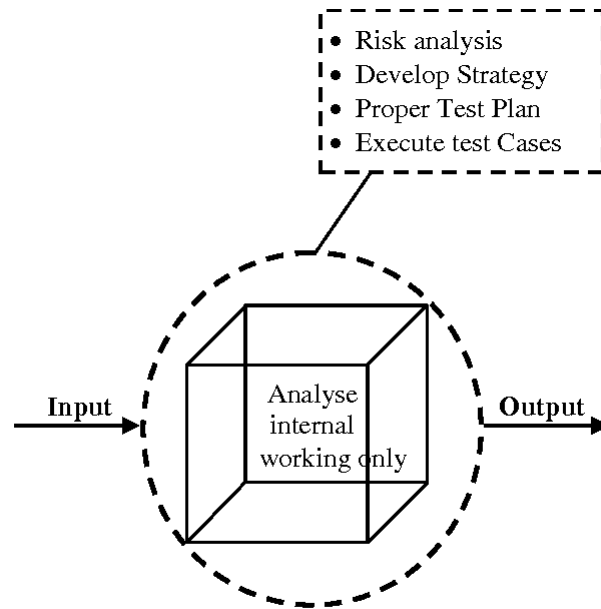 • Risk analysis
• Develop Strategy
• Proper Test Plan
• Execute test Cases
Analyse
internal
working only
Input
Output